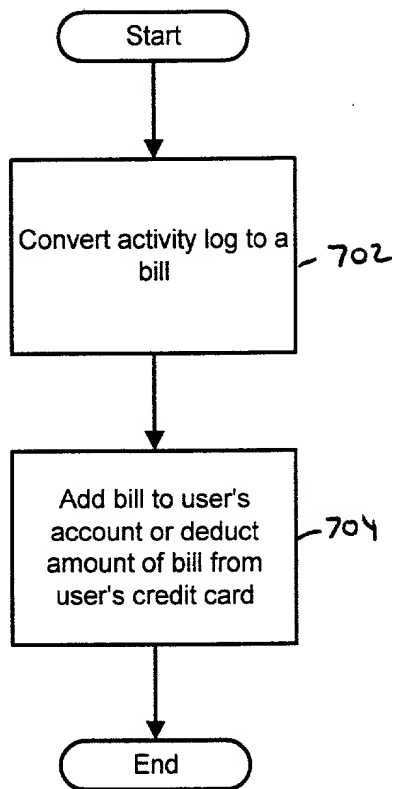 Start
Convert activity log to a
bill
702
Add bill to user's
account or deduct
amount of bill from
user's credit card
704
End